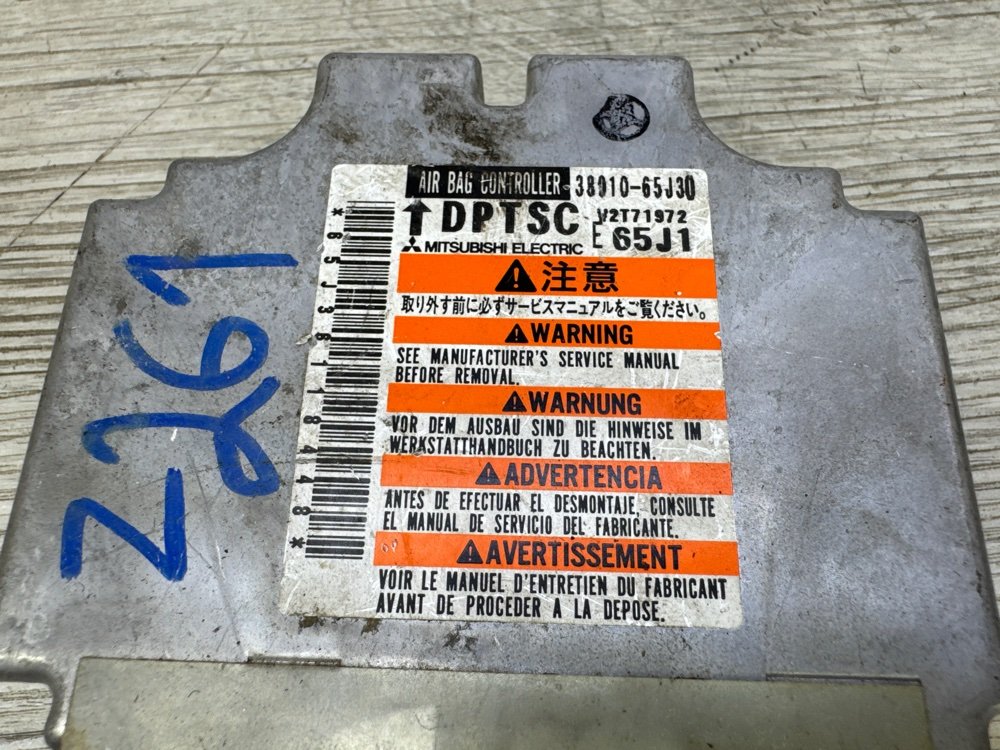 AIR BAG CONTROLLER 38910-65J30
↑DPTSC W2T71972
MITSUBISHI ELECTRIC E 65J1
⚠注意
取り外す前に必ずサービスマニュアルをご覧ください。
⚠WARNING
SEE MANUFACTURER'S SERVICE MANUAL
BEFORE REMOVAL.
⚠WARNUNG
VOR DEM AUSBAU SIND DIE HINWEISE IM
WERKSTATTHANDBUCH ZU BEACHTEN.
⚠ADVERTENCIA
ANTES DE EFECTUAR EL DESMONTAJE, CONSULTE
EL MANUAL DE SERVICIO DEL FABRICANTE.
⚠AVERTISSEMENT
VOIR LE MANUEL D'ENTRETIEN DU FABRICANT
AVANT DE PROCEDER A LA DEPOSE.
Z261